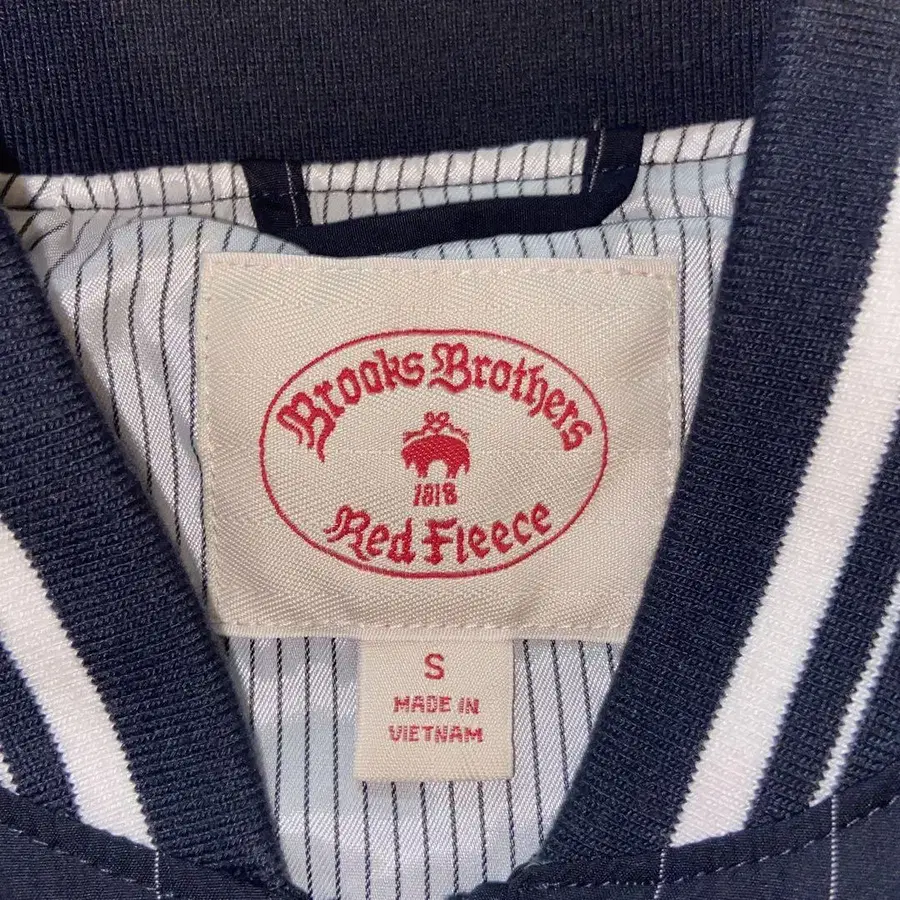 Brooks Brothers
1818
Red Fleece
S
MADE IN
VIETNAM